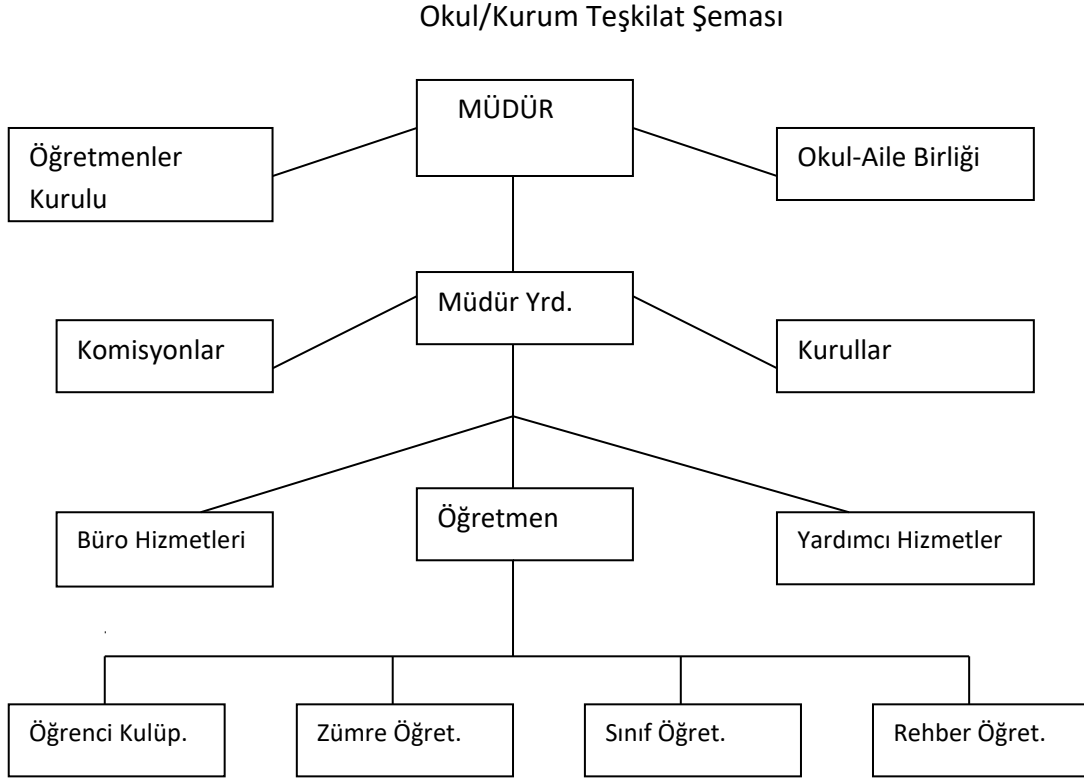 Okul/Kurum Teşkilat Şeması
MÜDÜR
Öğretmenler
Kurulu
Okul-Aile Birliği
Müdür Yrd.
Komisyonlar
Kurullar
Büro Hizmetleri
Öğretmen
Yardımcı Hizmetler
Öğrenci Kulüp.
Zümre Öğret.
Sınıf Öğret.
Rehber Öğret.